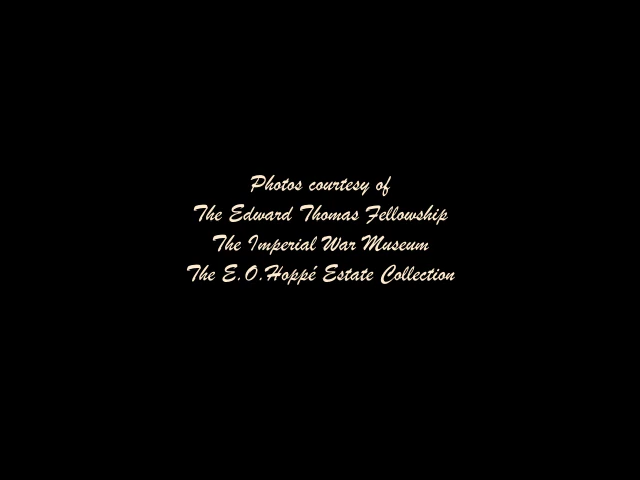 Photos courtesy of
The Edward Thomas Fellowship
The Imperial War Museum
The E.O.Hoppé Estate Collection